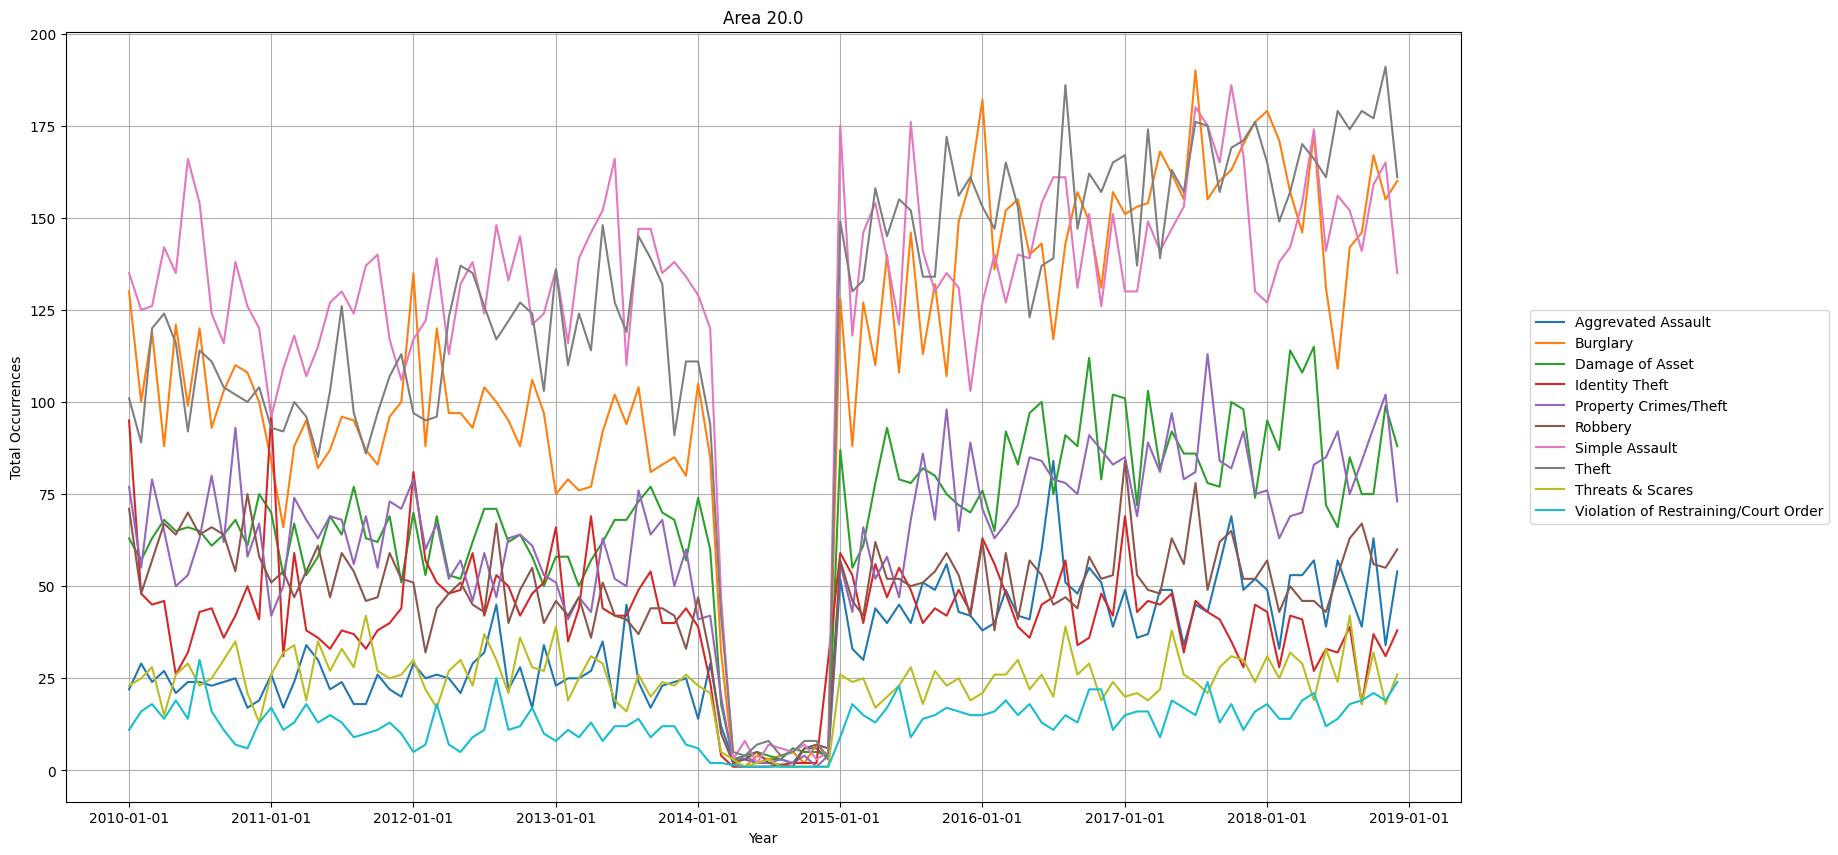 Area 20.0
Total Occurrences
200
175
150
125
100
75
50
25
0
2010-01-01
2011-01-01
2012-01-01
2013-01-01
2014-01-01
2015-01-01
2016-01-01
2017-01-01
2018-01-01
2019-01-01
Year
Aggrevated Assault
Burglary
Damage of Asset
Identity Theft
Property Crimes/Theft
Robbery
Simple Assault
Theft
Threats & Scares
Violation of Restraining/Court Order